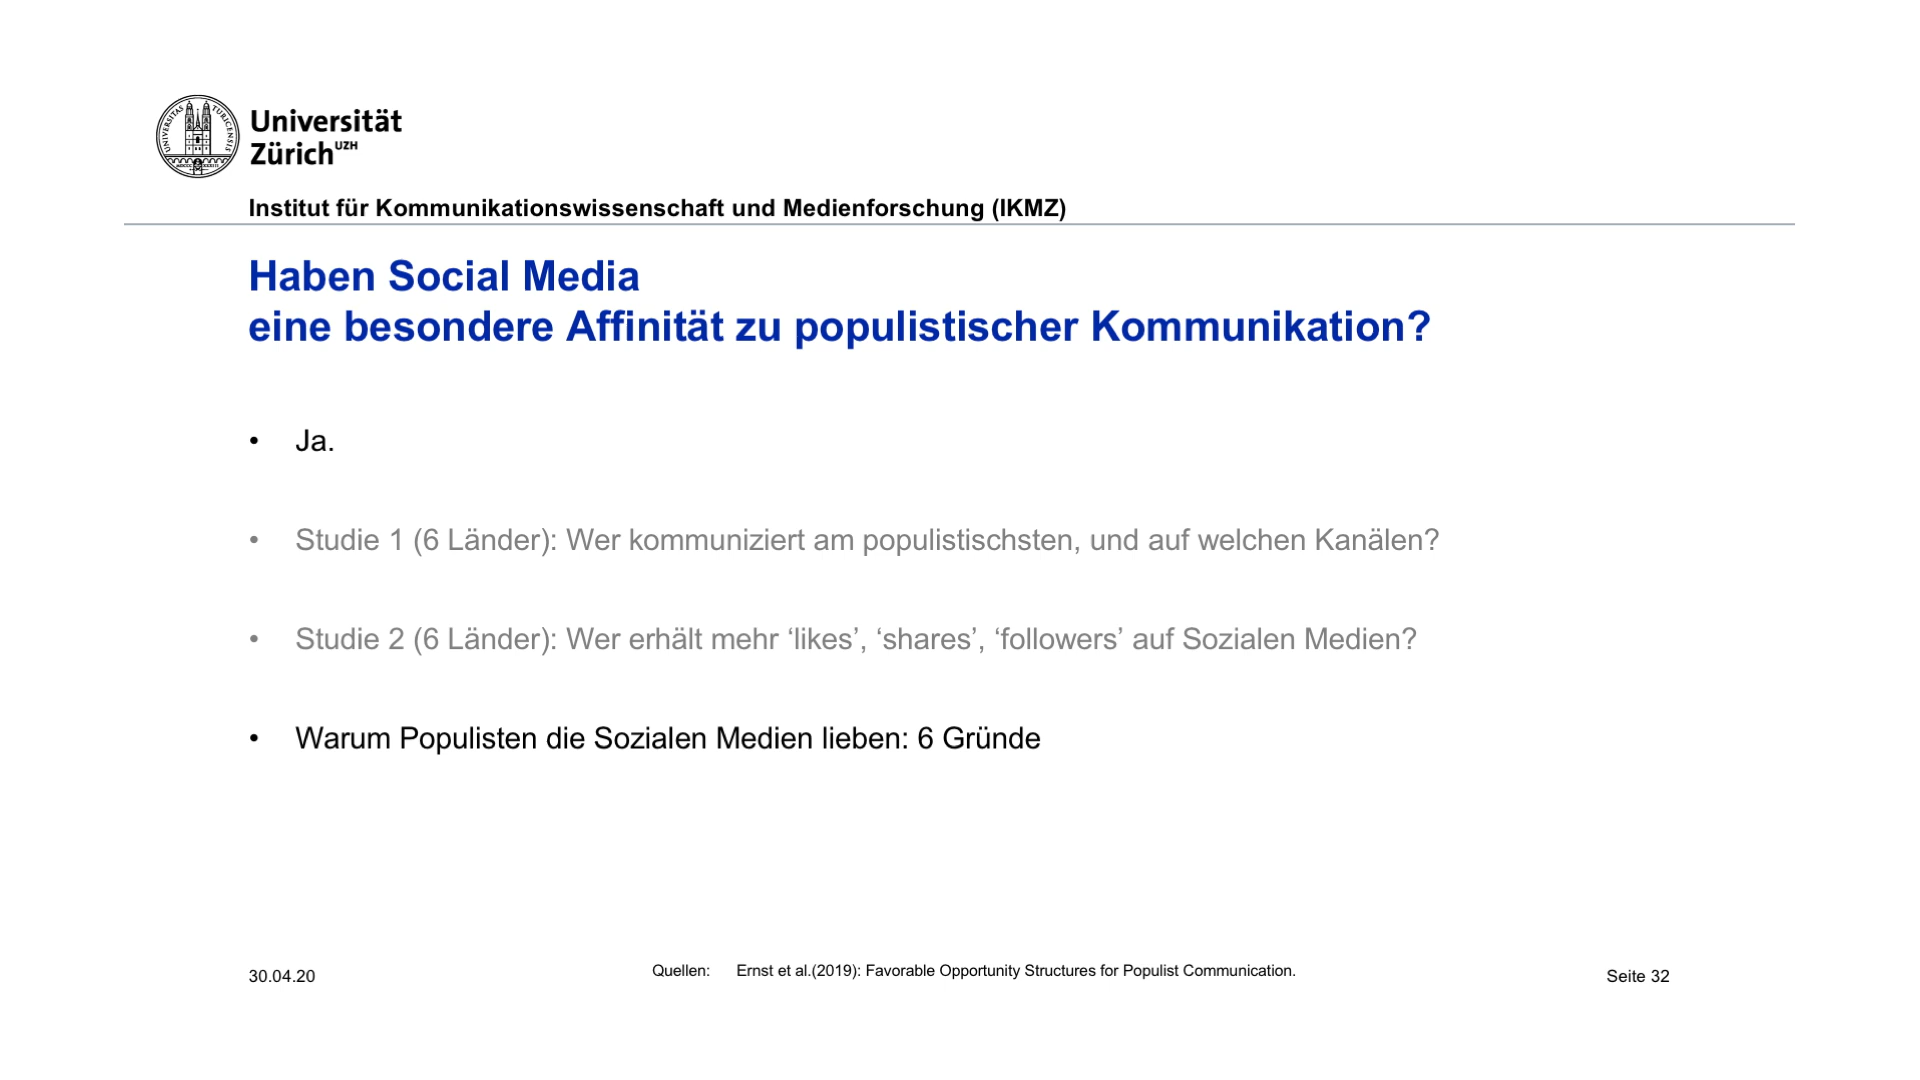 Universität
Zürich UZH
UNIVERSITAS TURICENSIS
Institut für Kommunikationswissenschaft und Medienforschung (IKMZ)
Haben Social Media
eine besondere Affinität zu populistischer Kommunikation?
• Ja.
• Studie 1 (6 Länder): Wer kommuniziert am populistischsten, und auf welchen Kanälen?
• Studie 2 (6 Länder): Wer erhält mehr ‘likes’, ‘shares’, ‘followers’ auf Sozialen Medien?
• Warum Populisten die Sozialen Medien lieben: 6 Gründe
30.04.20
Quellen: Ernst et al.(2019): Favorable Opportunity Structures for Populist Communication.
Seite 32